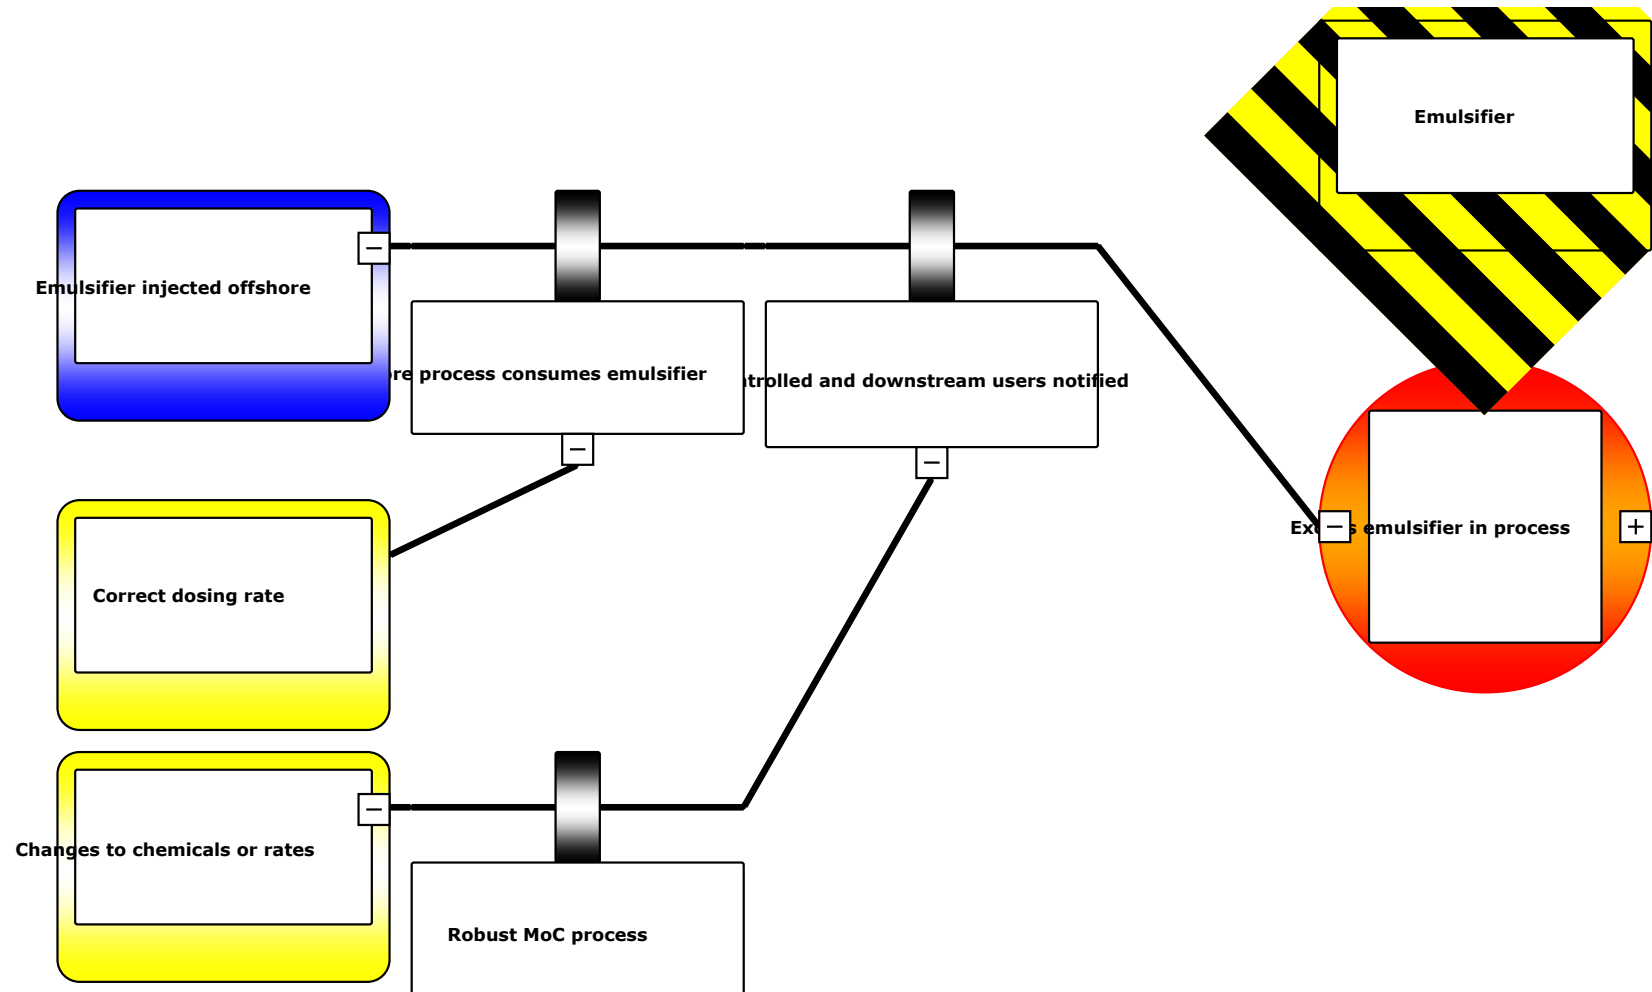 Emulsifier
Emulsifier injected offshore
process consumes emulsifier
and downstream users notified
emulsifier in process
Correct dosing rate
Changes to chemicals or rates
Robust MoC process